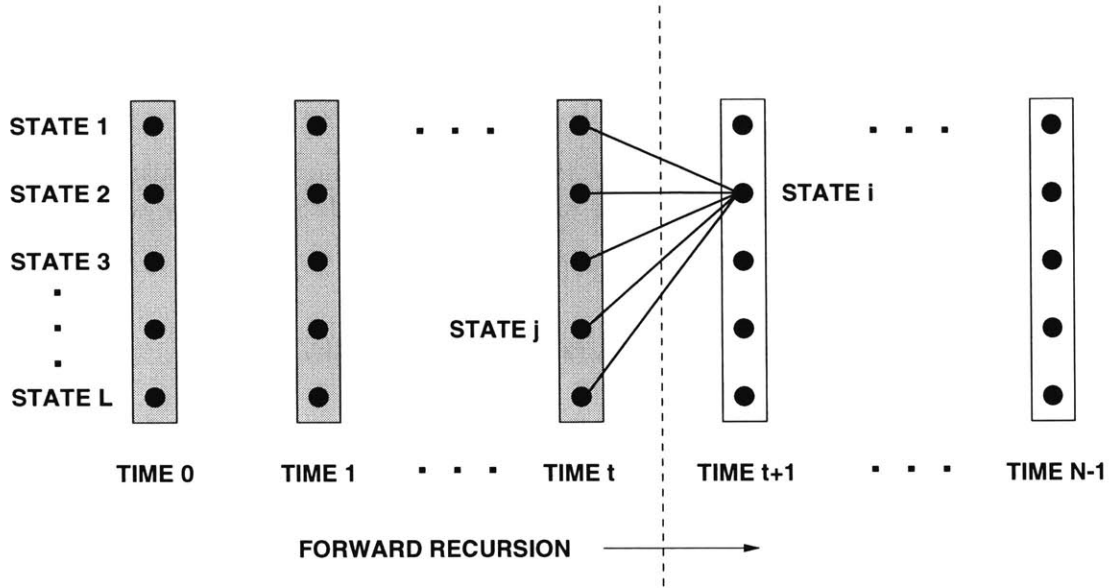 STATE 1
STATE 2
STATE i
STATE 3
STATE j
STATE L
TIME 0 TIME 1 TIME t TIME t+1 TIME N-1
FORWARD RECURSION